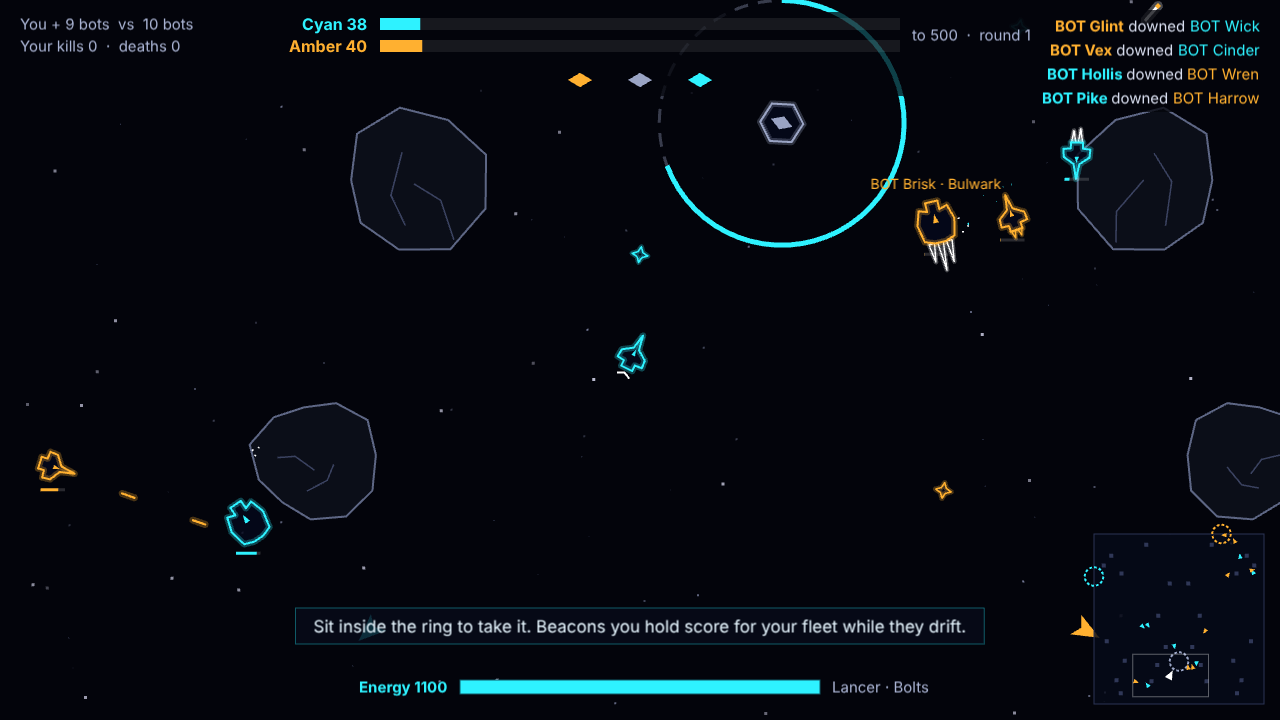 You + 9 bots vs 10 bots
Your kills 0 · deaths 0
Cyan 38
Amber 40
to 500 · round 1
BOT Glint downed BOT Wick
BOT Vex downed BOT Cinder
BOT Hollis downed BOT Wren
BOT Pike downed BOT Harrow
BOT Brisk · Bulwark
Sit inside the ring to take it. Beacons you hold score for your fleet while they drift.
Energy 1100
Lancer · Bolts